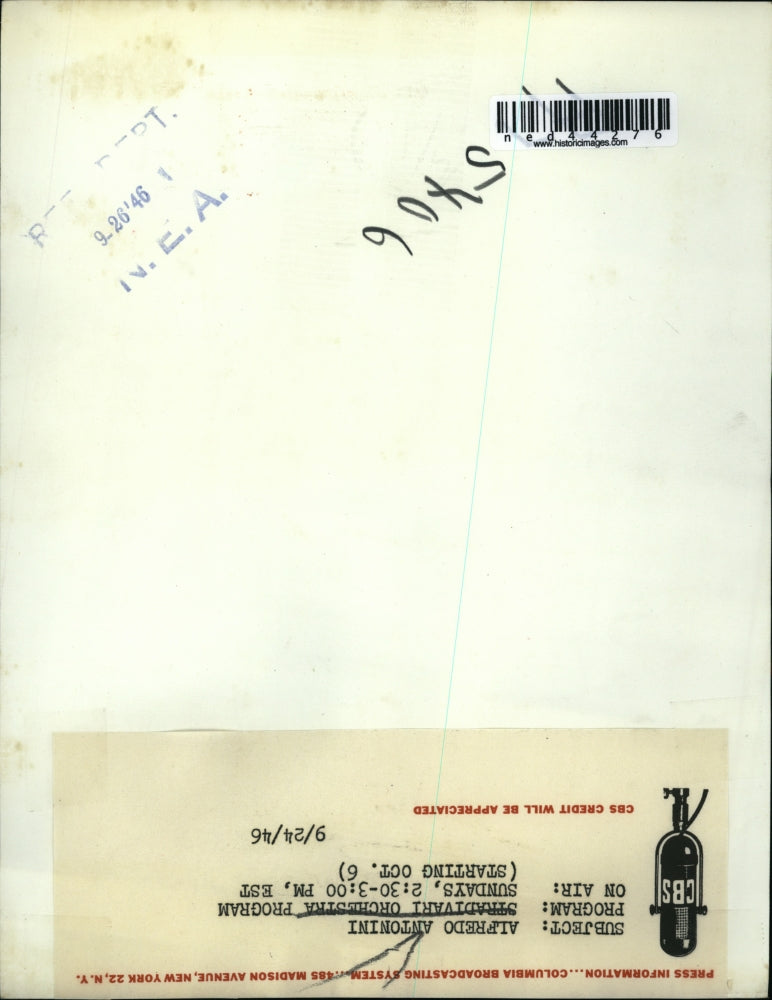 ned44276
www.historicimages.com
9-26'46
N.E.A.
PRESS INFORMATION...COLUMBIA BROADCASTING SYSTEM...485 MADISON AVENUE, NEW YORK 22, N.Y.
SUBJECT: ALFREDO ANTONINI
PROGRAM: STRADIVARI ORCHESTRA PROGRAM
ON AIR: SUNDAYS, 2:30-3:00 PM, EST
(STARTING OCT. 6)
9/24/46
CBS
CBS CREDIT WILL BE APPRECIATED